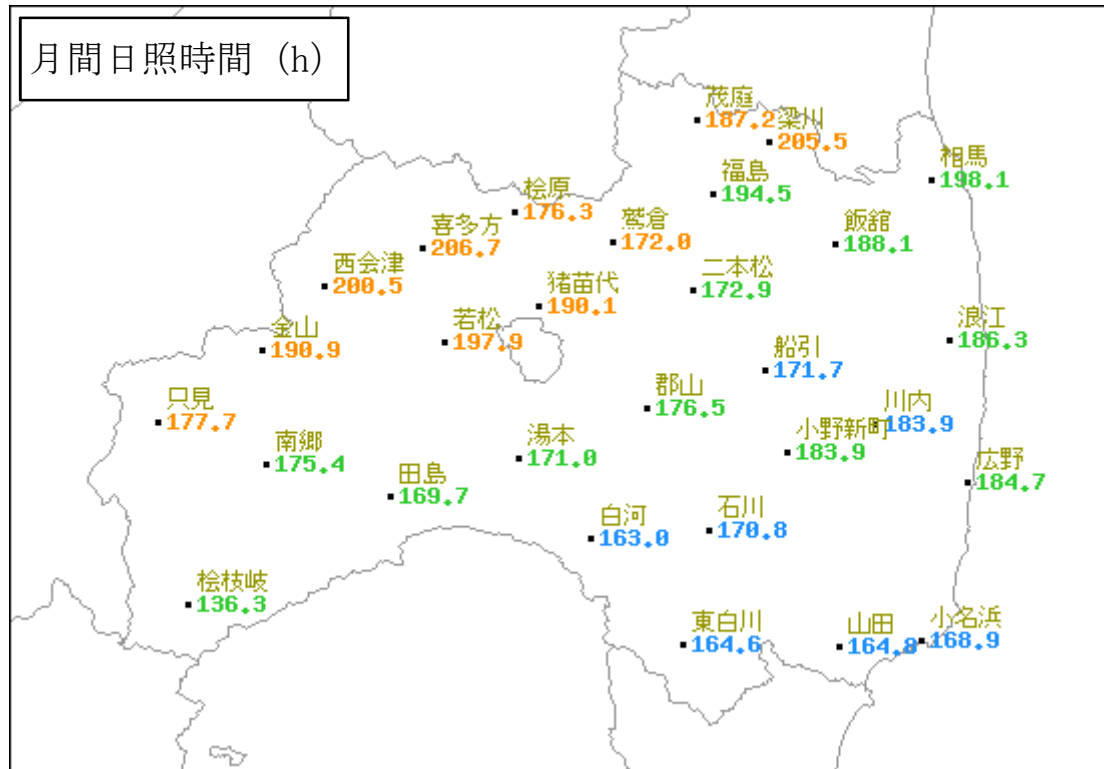 月間日照時間 (h)
茂庭
187.2
梁川
205.5
相馬
198.1
福島
194.5
桧原
176.3
喜多方
206.7
鷲倉
172.0
飯舘
188.1
西会津
200.5
二本松
172.9
猪苗代
190.1
金山
190.9
若松
197.9
浪江
186.3
船引
171.7
只見
177.7
郡山
176.5
川内
183.9
南郷
175.4
湯本
171.0
小野新町
183.9
田島
169.7
広野
184.7
白河
163.0
石川
170.8
桧枝岐
136.3
東白川
164.6
山田
164.8
小名浜
168.9